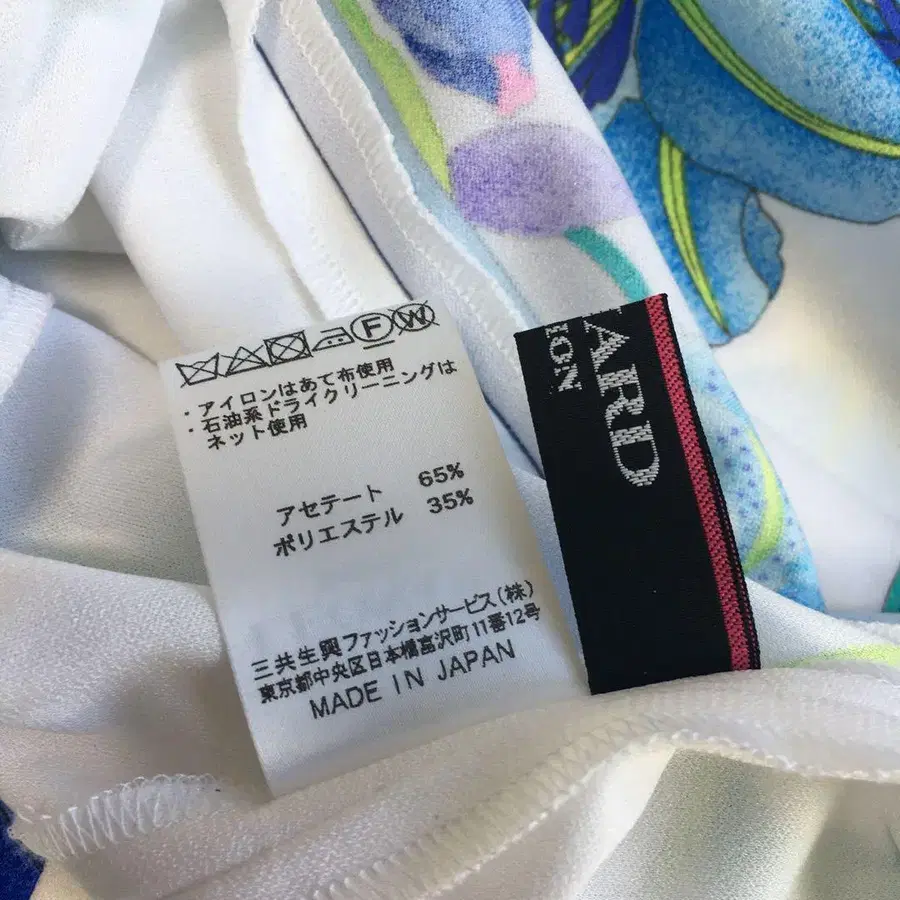 F W
・アイロンはあて布使用
・石油系ドライクリーニングは
ネット使用
アセテート 65%
ポリエステル 35%
三共生興ファッションサービス(株)
東京都中央区日本橋富沢町11番12号
MADE IN JAPAN
ARD
ION